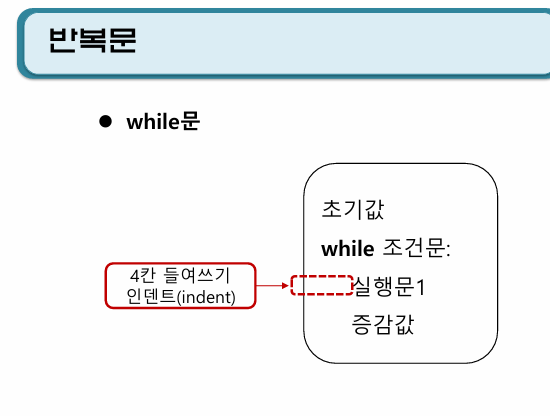 반복문
● while문
초기값
while 조건문:
4칸 들여쓰기
인덴트(indent)
실행문1
증감값